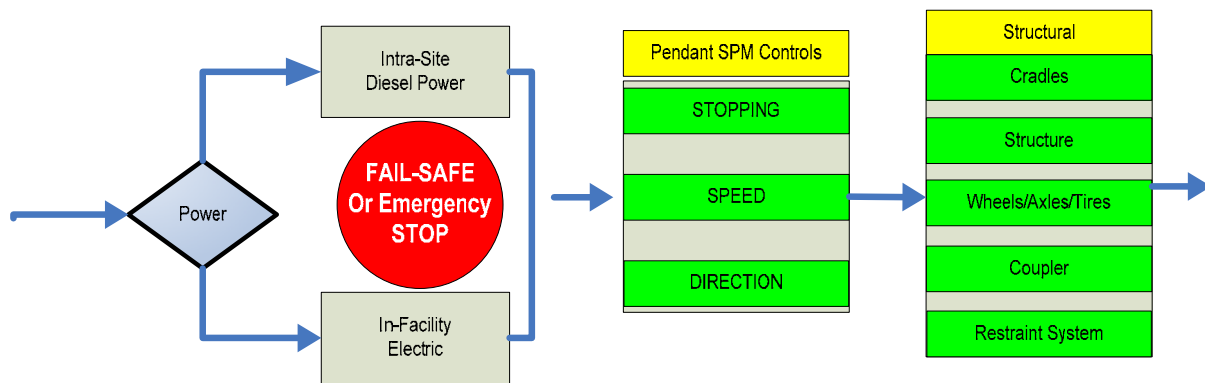 Power
Intra-Site
Diesel Power
FAIL-SAFE
Or Emergency
STOP
In-Facility
Electric
Pendant SPM Controls
STOPPING
SPEED
DIRECTION
Structural
Cradles
Structure
Wheels/Axles/Tires
Coupler
Restraint System